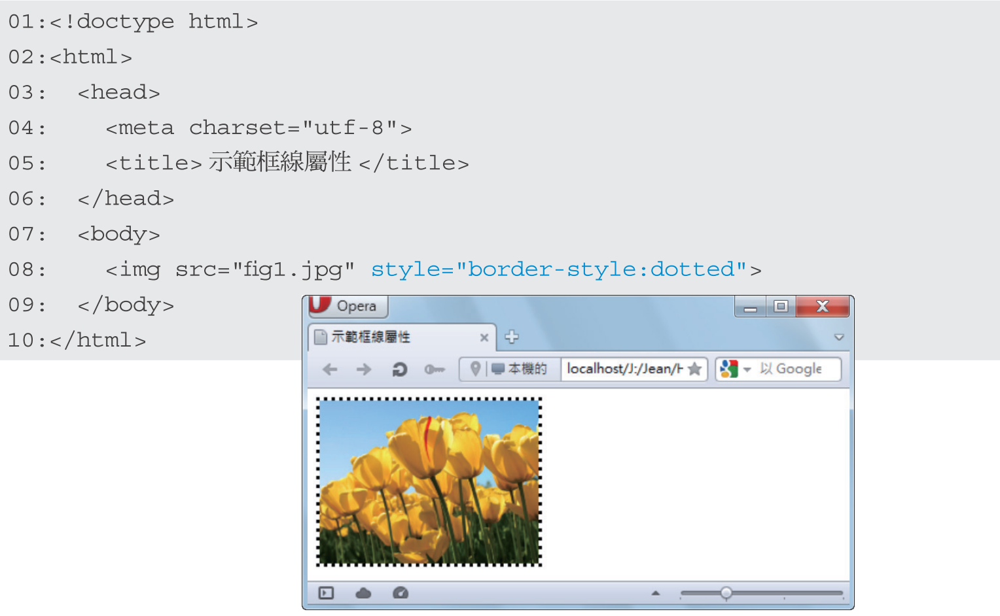 01:<!doctype html>
02:<html>
03:  <head>
04:    <meta charset="utf-8">
05:    <title>示範框線屬性</title>
06:  </head>
07:  <body>
08:    <img src="fig1.jpg" style="border-style:dotted">
09:  </body>
10:</html>
Opera
示範框線屬性
本機的 localhost/J:/Jean/H 以 Google